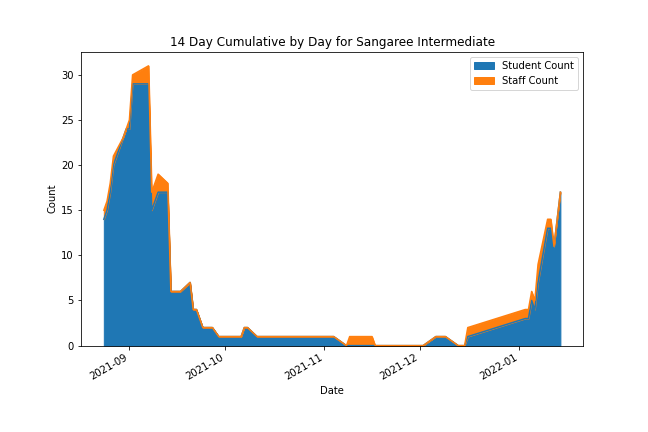 14 Day Cumulative by Day for Sangaree Intermediate
Student Count
Staff Count
30
25
20
15
10
5
0
Count
2021-09
2021-10
2021-11
2021-12
2022-01
Date